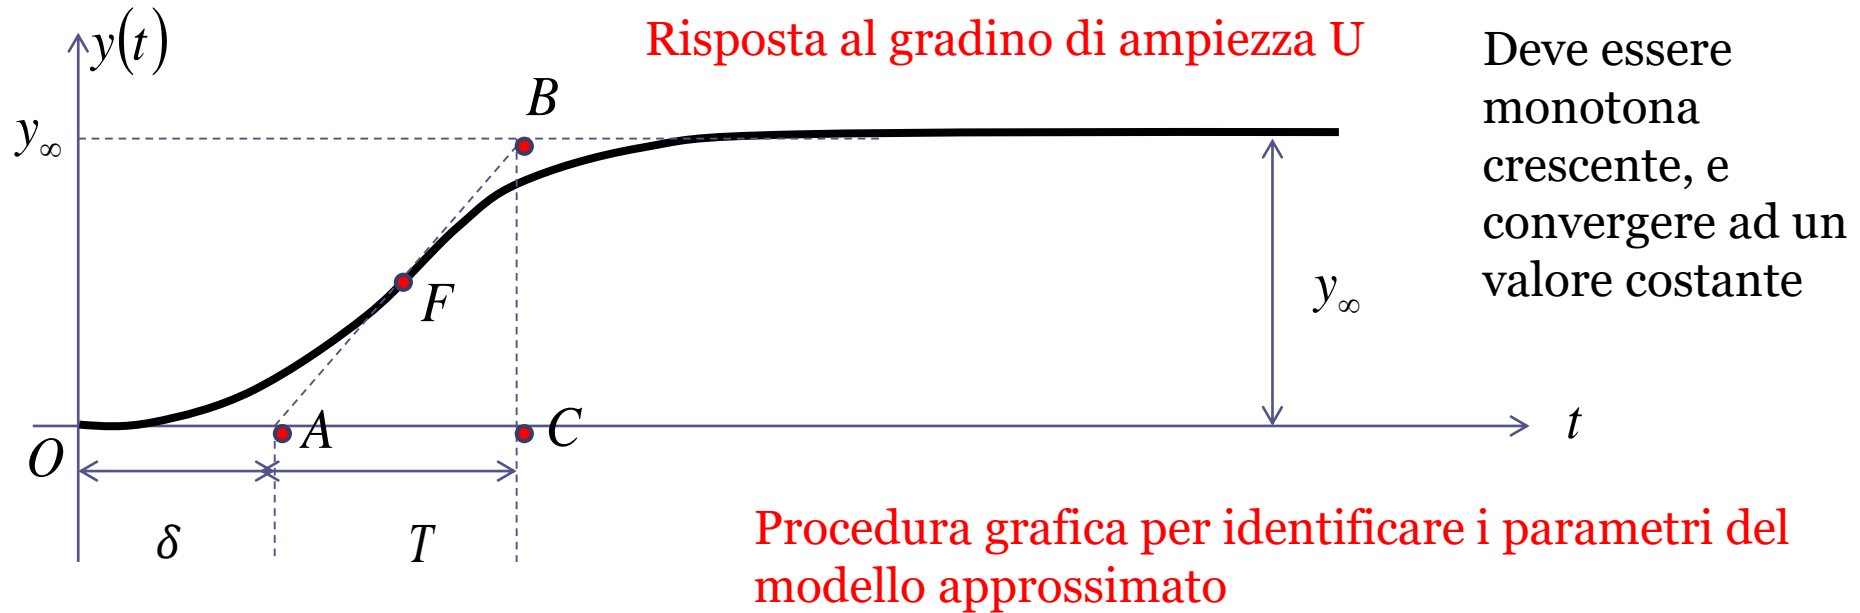 y(t)
Risposta al gradino di ampiezza U
Deve essere
monotona
crescente, e
convergere ad un
valore costante
B
y∞
F
y∞
O
A
C
t
δ
T
Procedura grafica per identificare i parametri del
modello approssimato